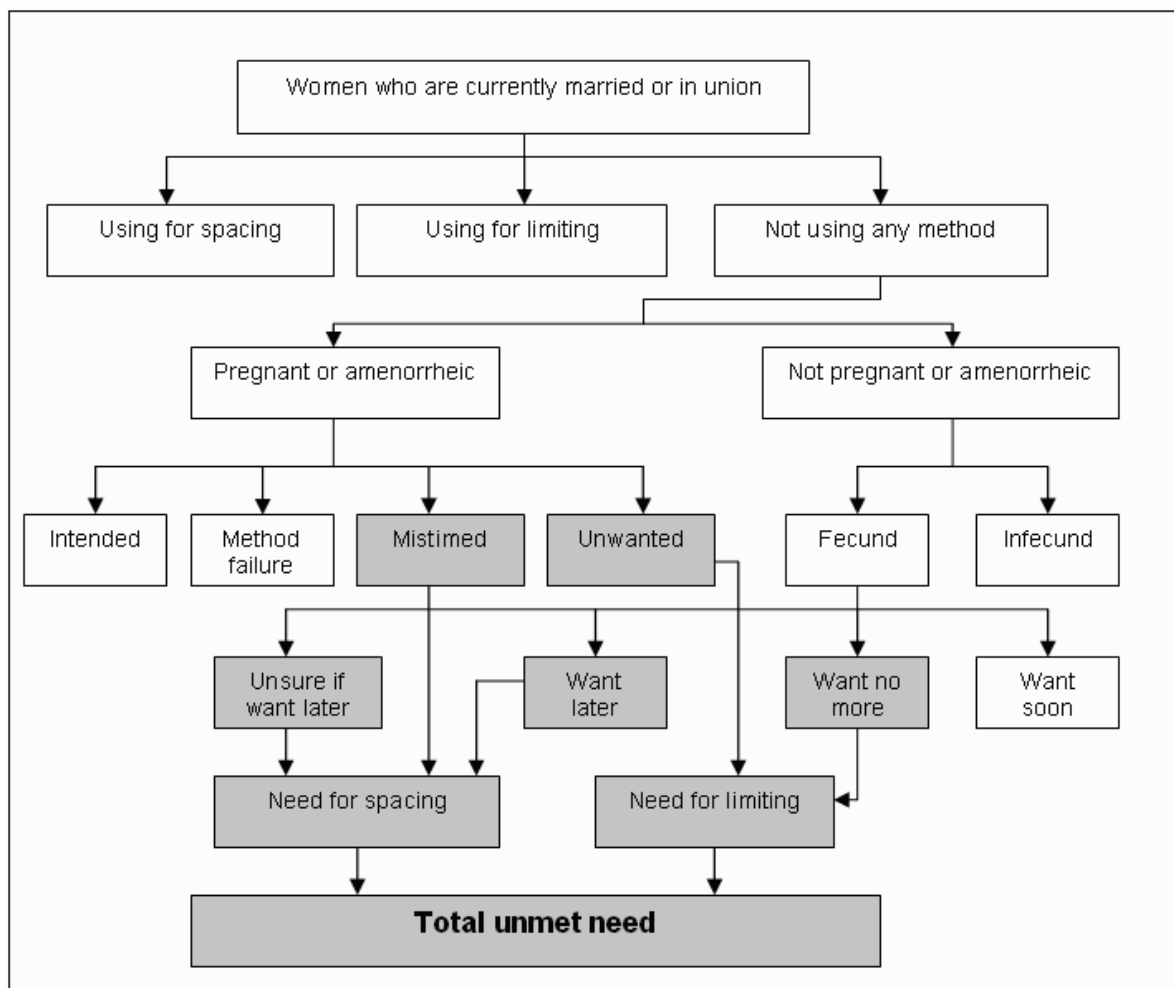 Women who are currently married or in union
Using for spacing
Using for limiting
Not using any method
Pregnant or amenorrheic
Not pregnant or amenorrheic
Intended
Method
failure
Mistimed
Unwanted
Fecund
Infecund
Unsure if
want later
Want
later
Want no
more
Want
soon
Need for spacing
Need for limiting
Total unmet need